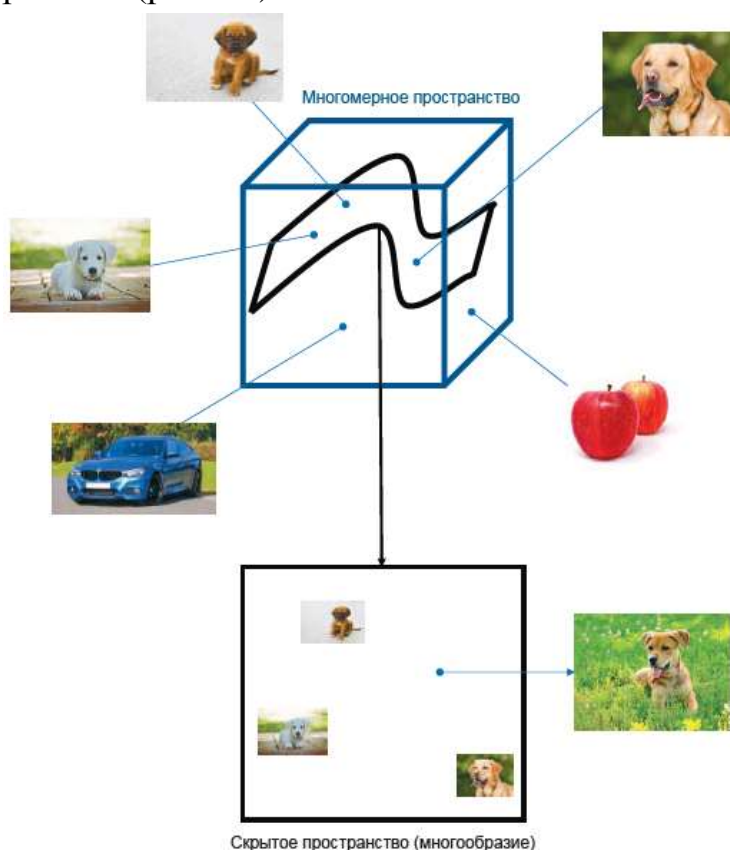 Многомерное пространство
Скрытое пространство (многообразие)